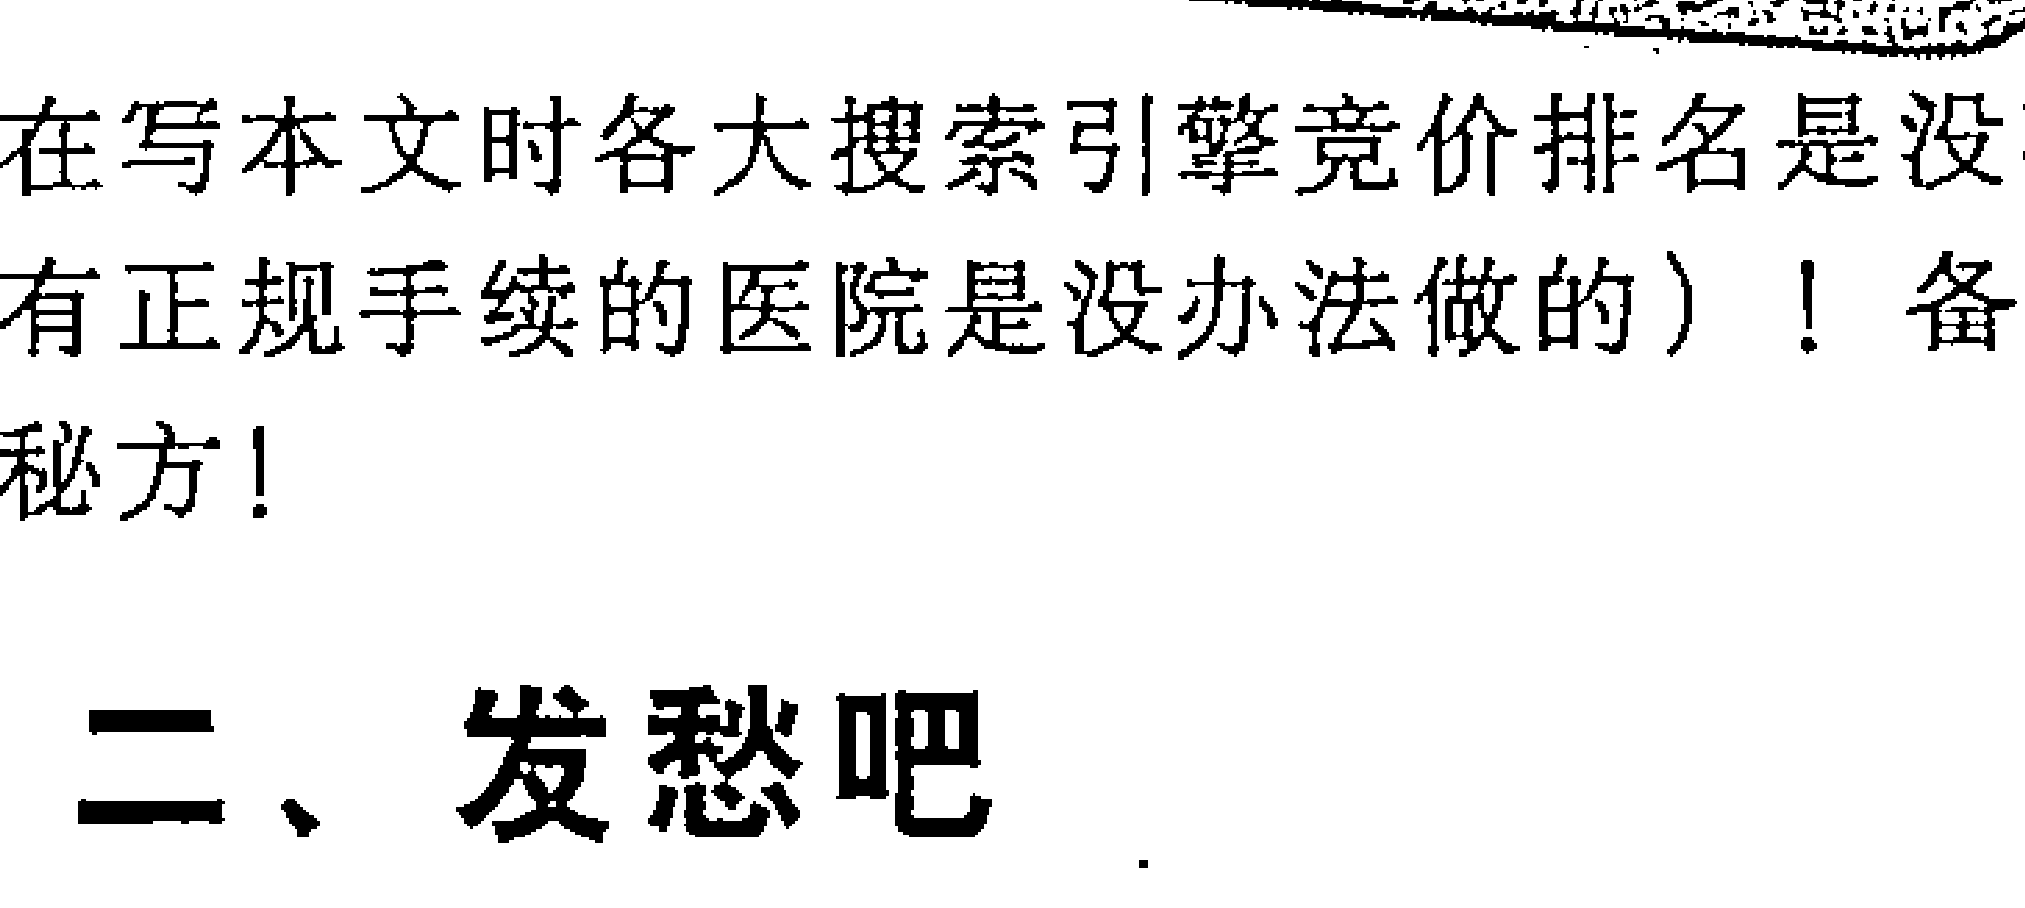 在写本文时各大搜索引擎竞价排名是没
有正规手续的医院是没办法做的）！备
秘方！
二、发愁吧